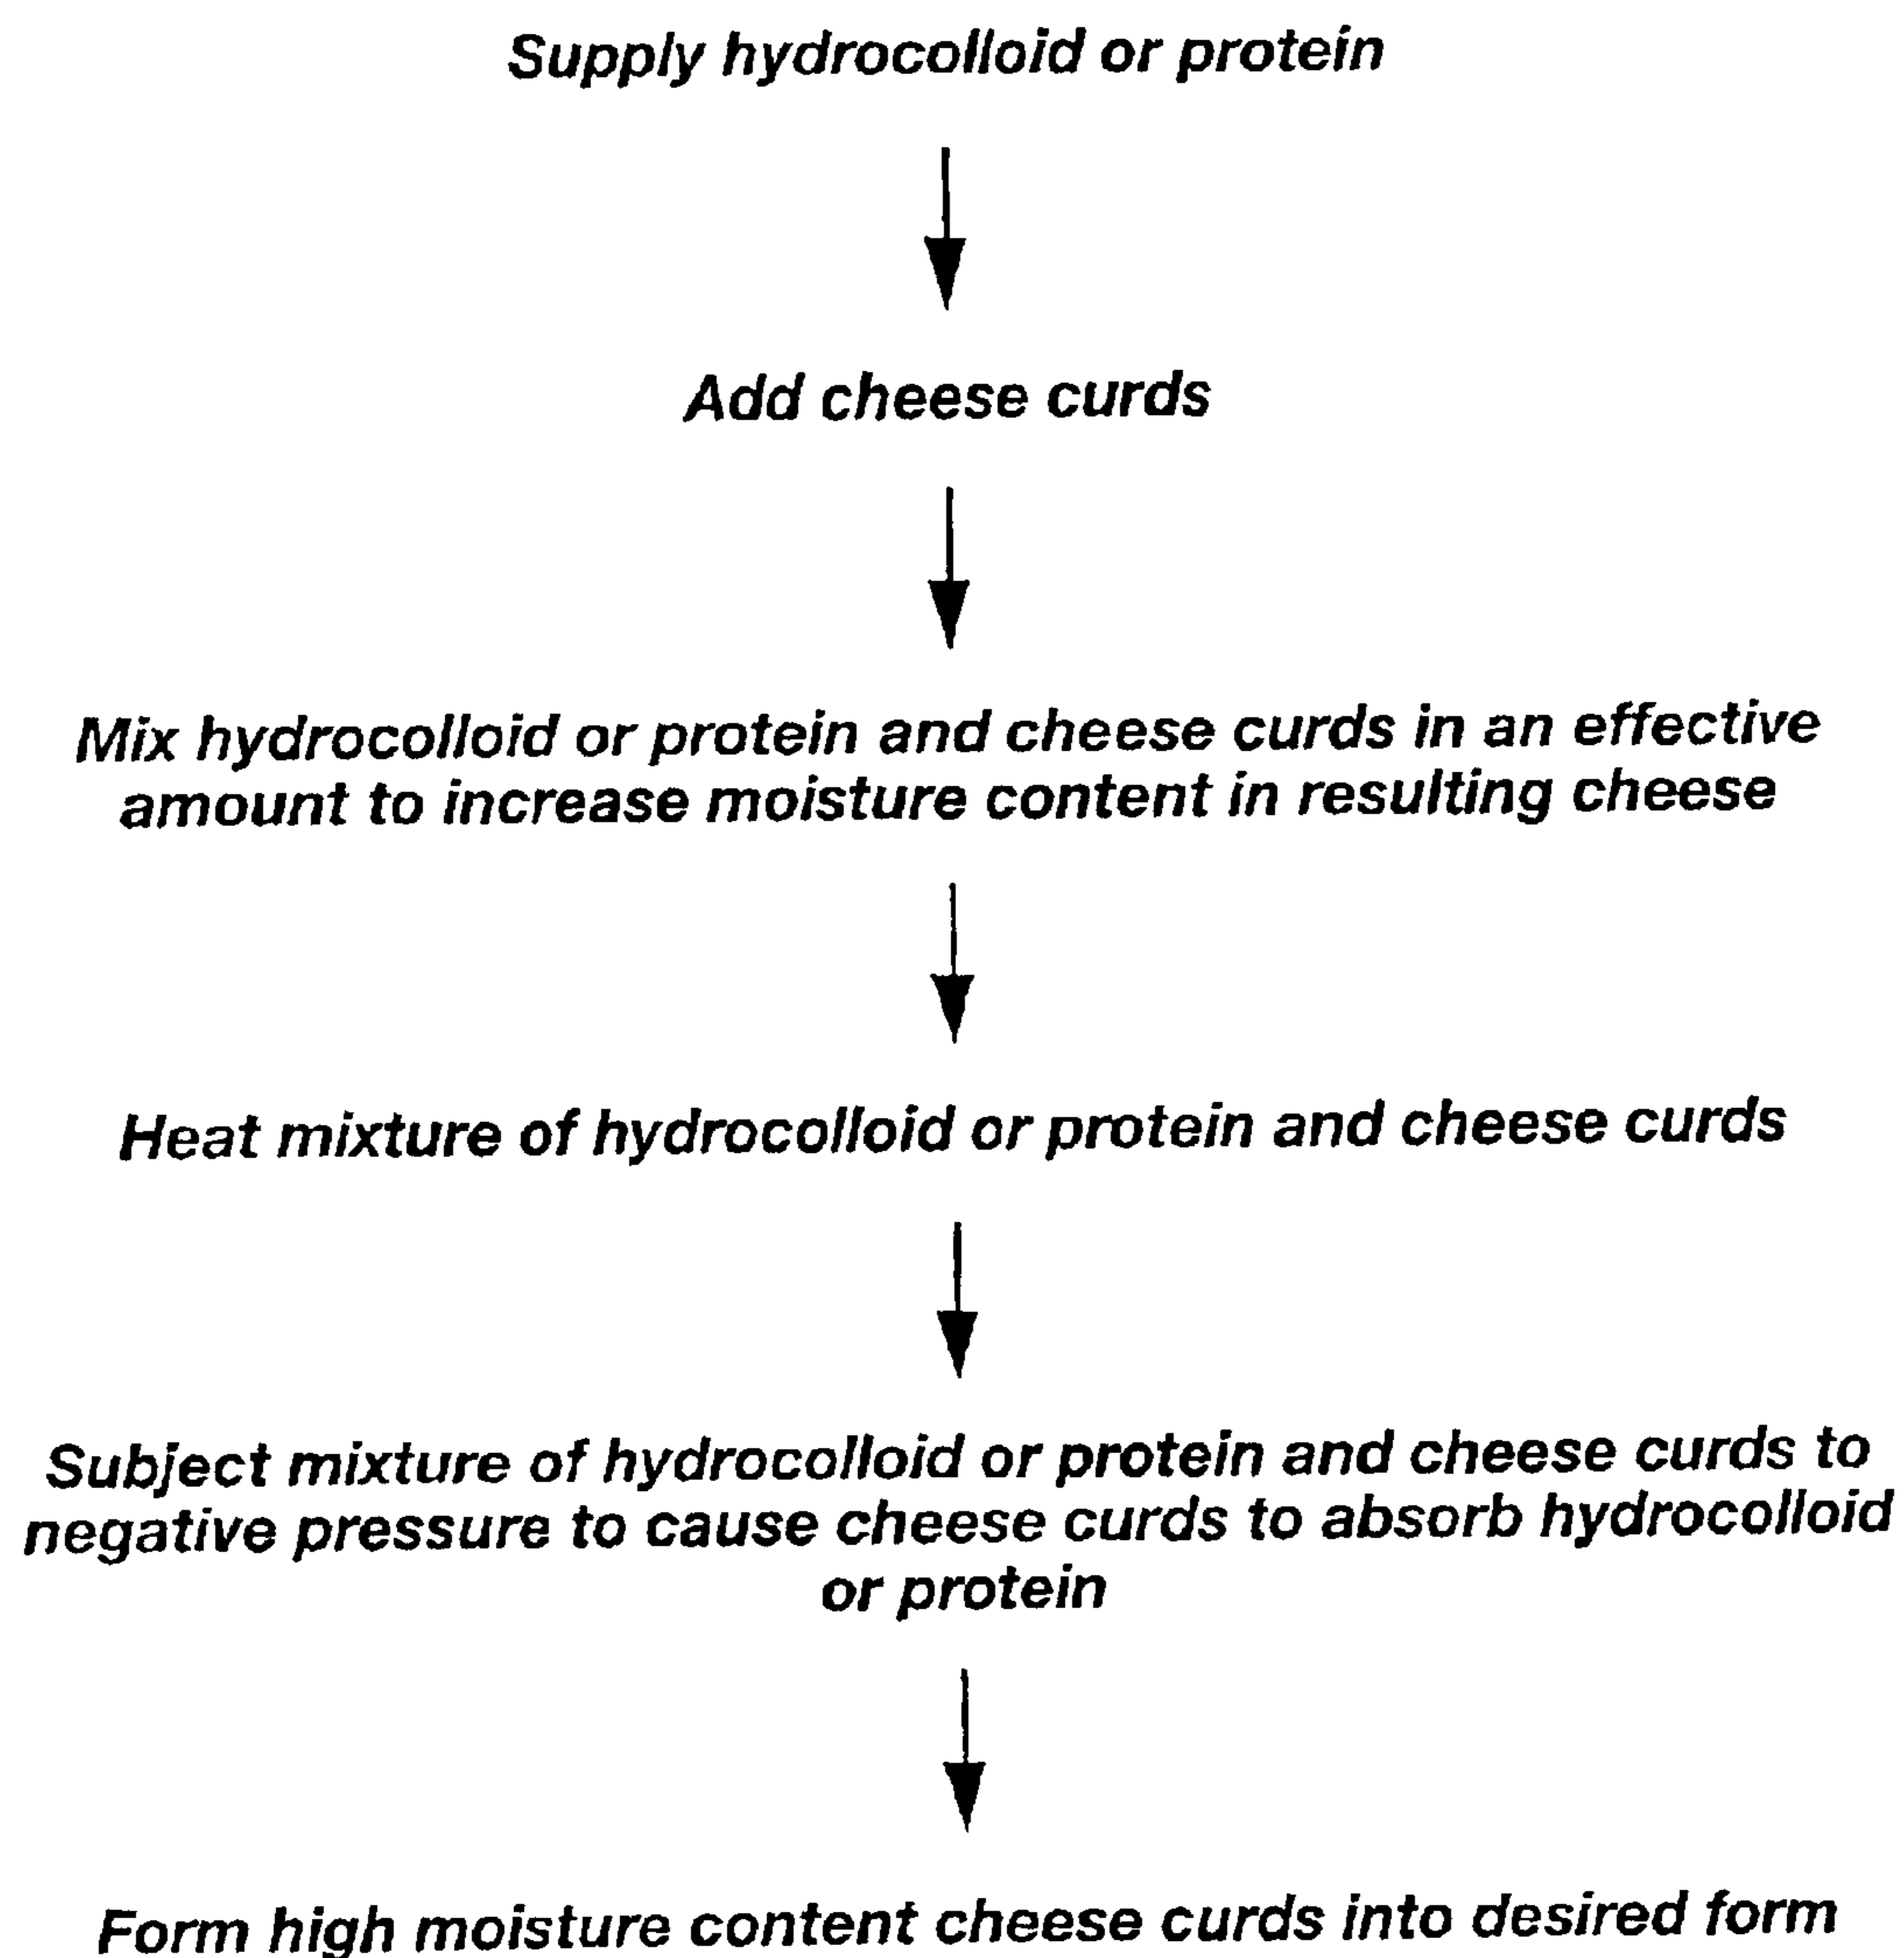 Supply hydrocolloid or protein
Add cheese curds
Mix hydrocolloid or protein and cheese curds in an effective
amount to increase moisture content in resulting cheese
Heat mixture of hydrocolloid or protein and cheese curds
Subject mixture of hydrocolloid or protein and cheese curds to
negative pressure to cause cheese curds to absorb hydrocolloid
or protein
Form high moisture content cheese curds into desired form